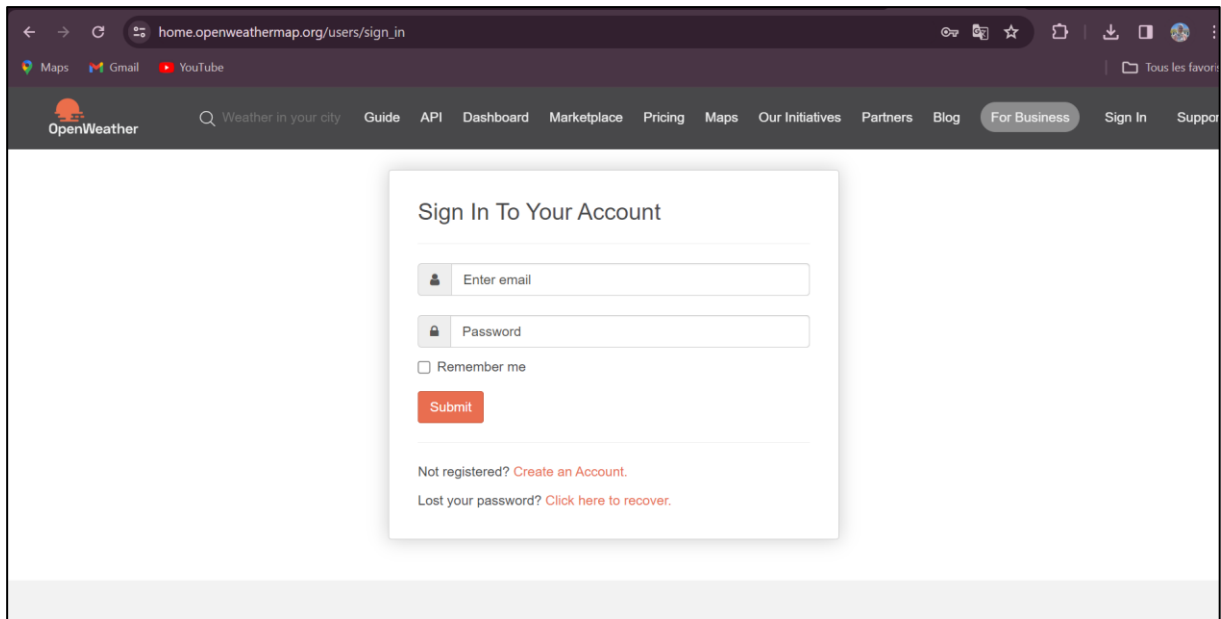 home.openweathermap.org/users/sign_in
Maps Gmail YouTube Tous les favoris
OpenWeather Weather in your city Guide API Dashboard Marketplace Pricing Maps Our Initiatives Partners Blog For Business Sign In Suppor
Sign In To Your Account
Enter email
Password
Remember me
Submit
Not registered? Create an Account.
Lost your password? Click here to recover.